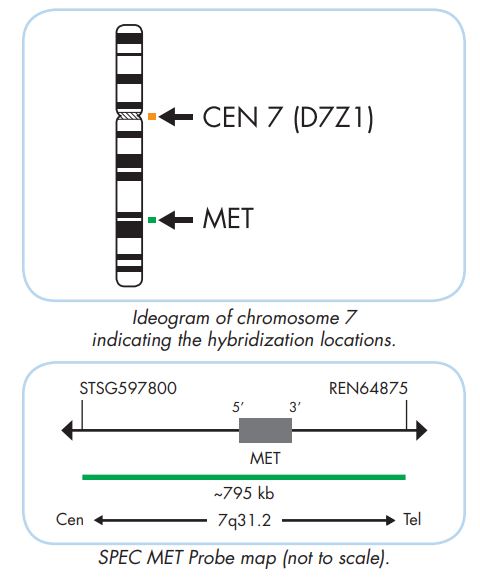 CEN 7 (D7Z1)
MET
Ideogram of chromosome 7
indicating the hybridization locations.
STSG597800 REN64875
5’ 3’
MET
~795 kb
Cen 7q31.2 Tel
SPEC MET Probe map (not to scale).